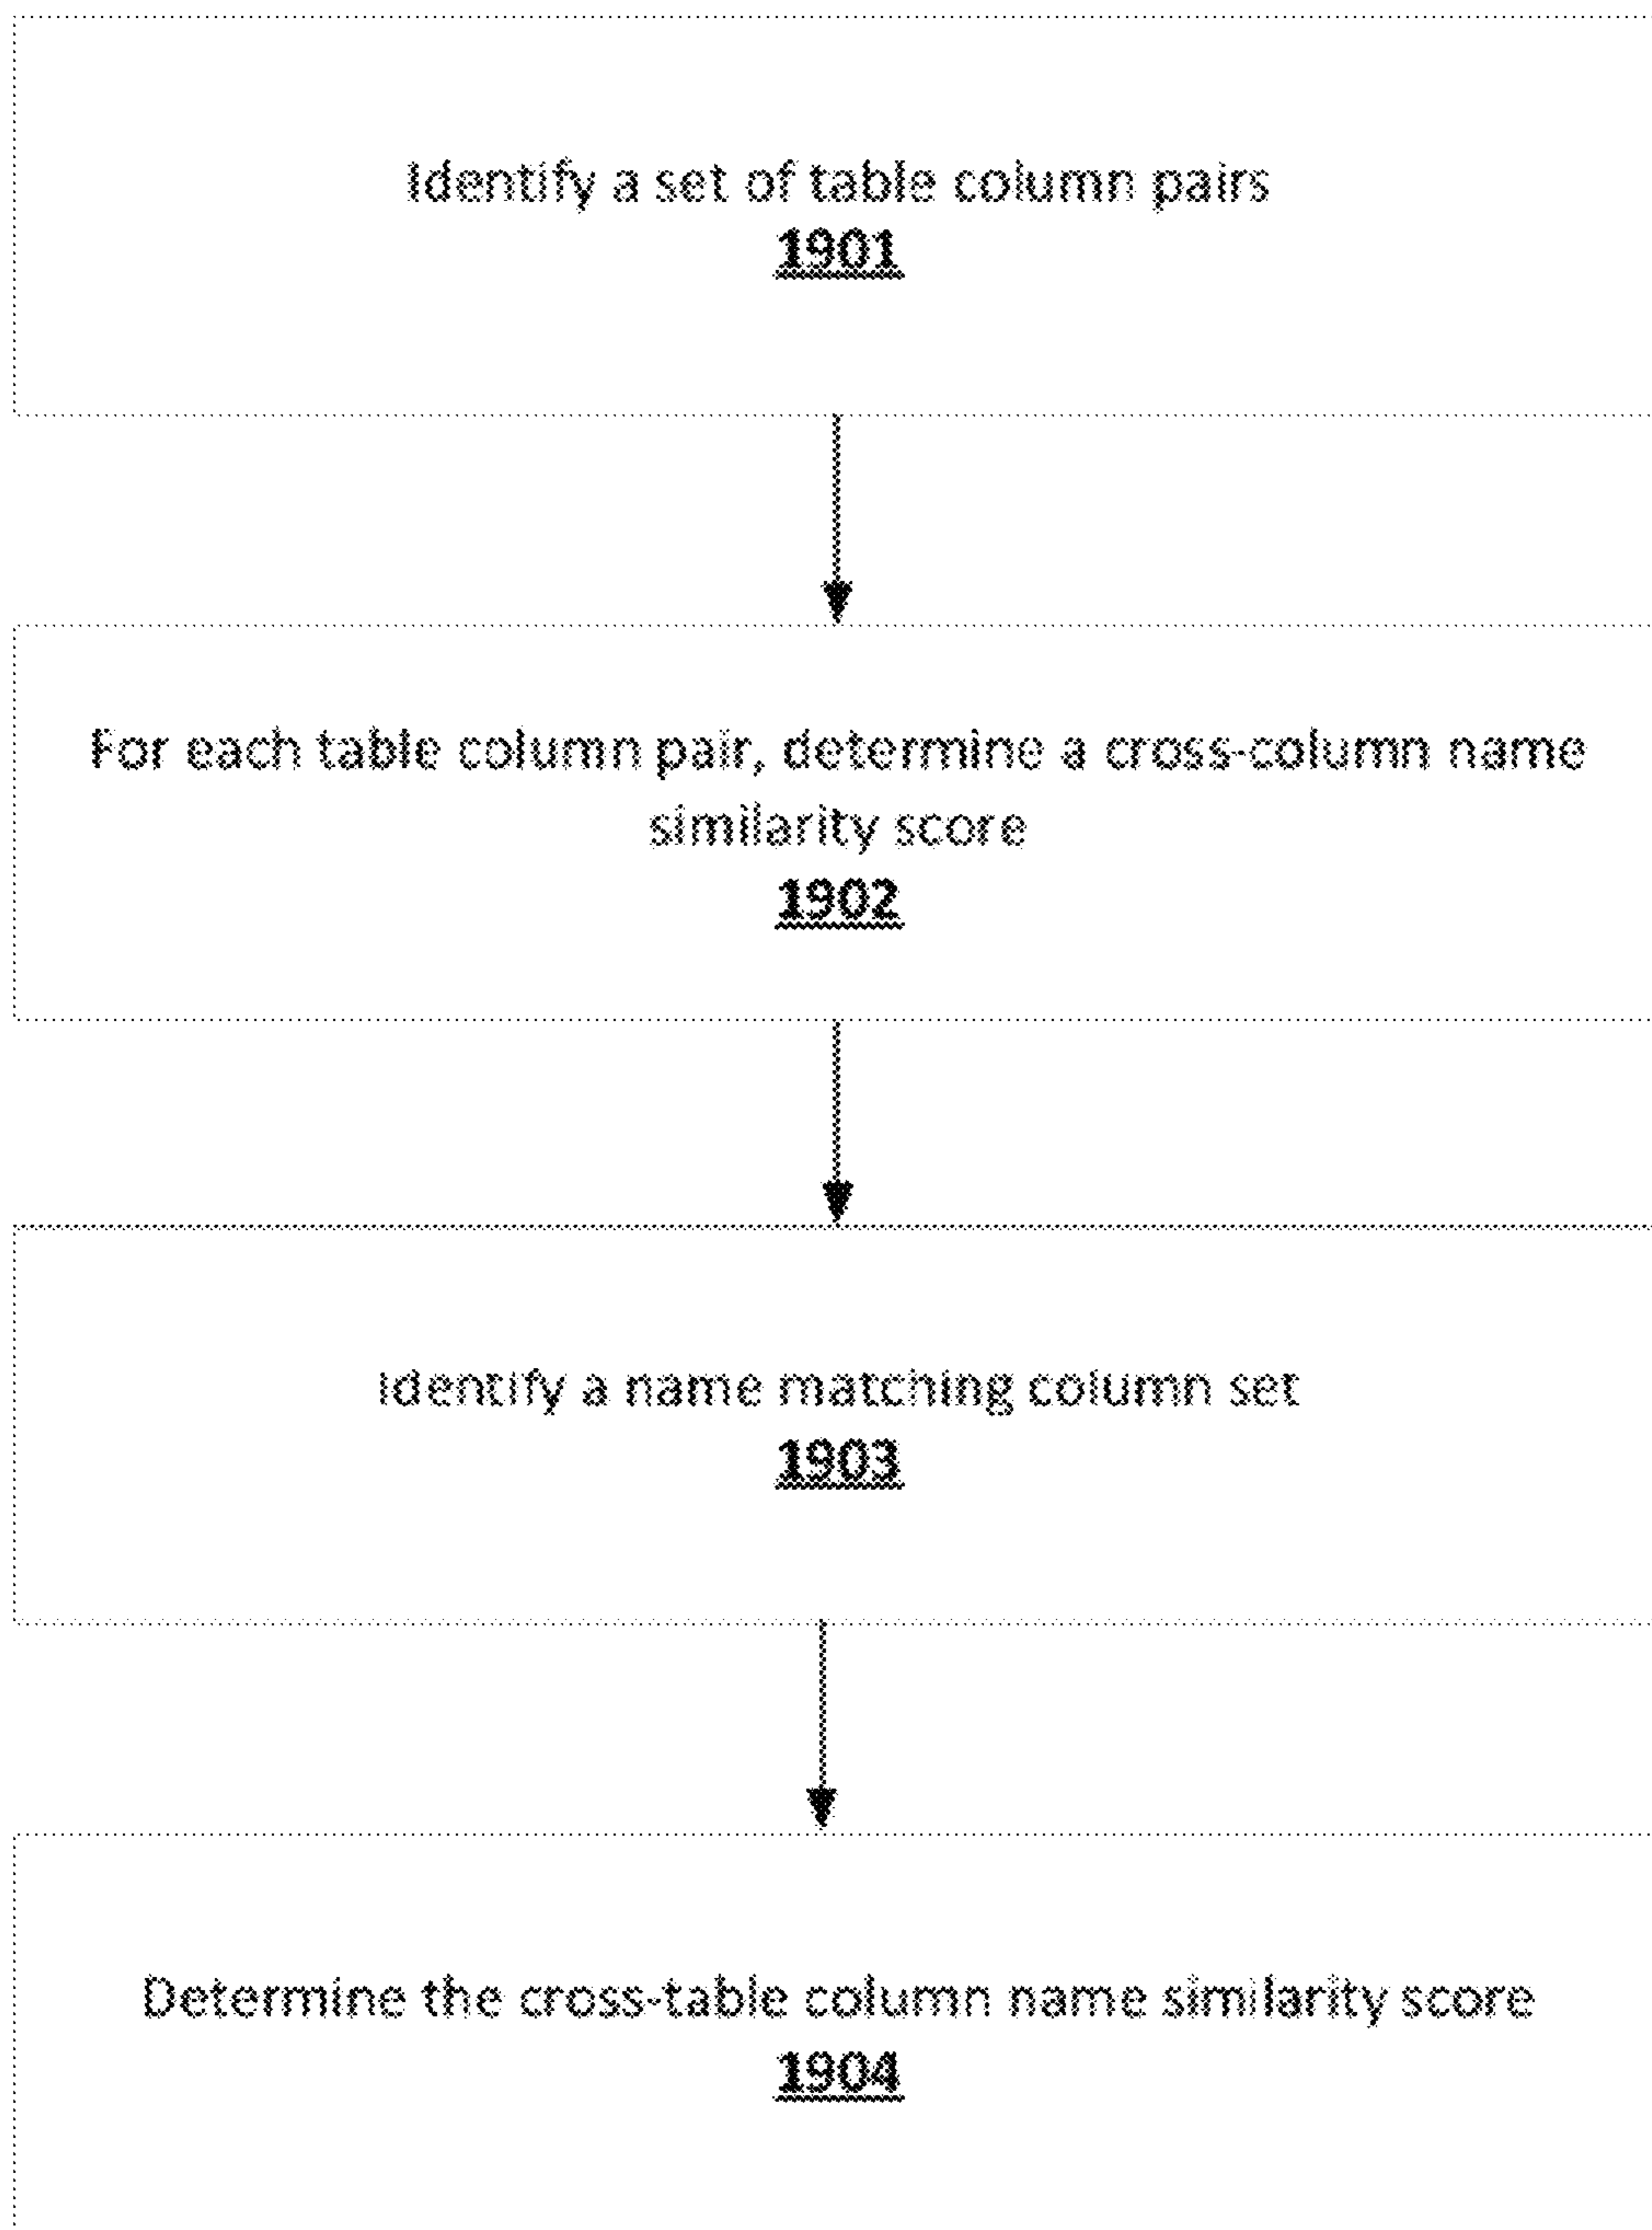 Identify a set of table column pairs
1901
For each table column pair, determine a cross-column name
similarity score
1902
Identify a name matching column set
1903
Determine the cross-table column name similarity score
1904